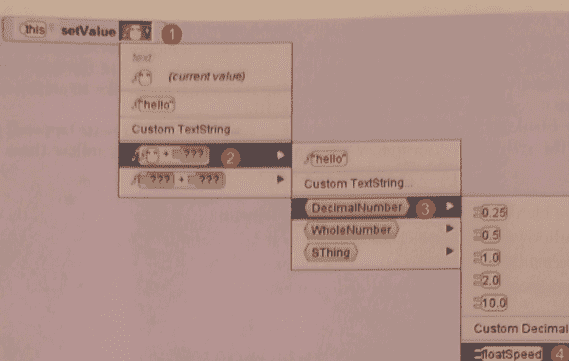 this setValue "" 1
text
"" (current value)
"hello"
Custom TextString...
"" + ??? 2
??? + ???
"hello"
Custom TextString...
DecimalNumber 3
WholeNumber
SThing
0.25
0.5
1.0
2.0
10.0
Custom Decimal
floatSpeed 4